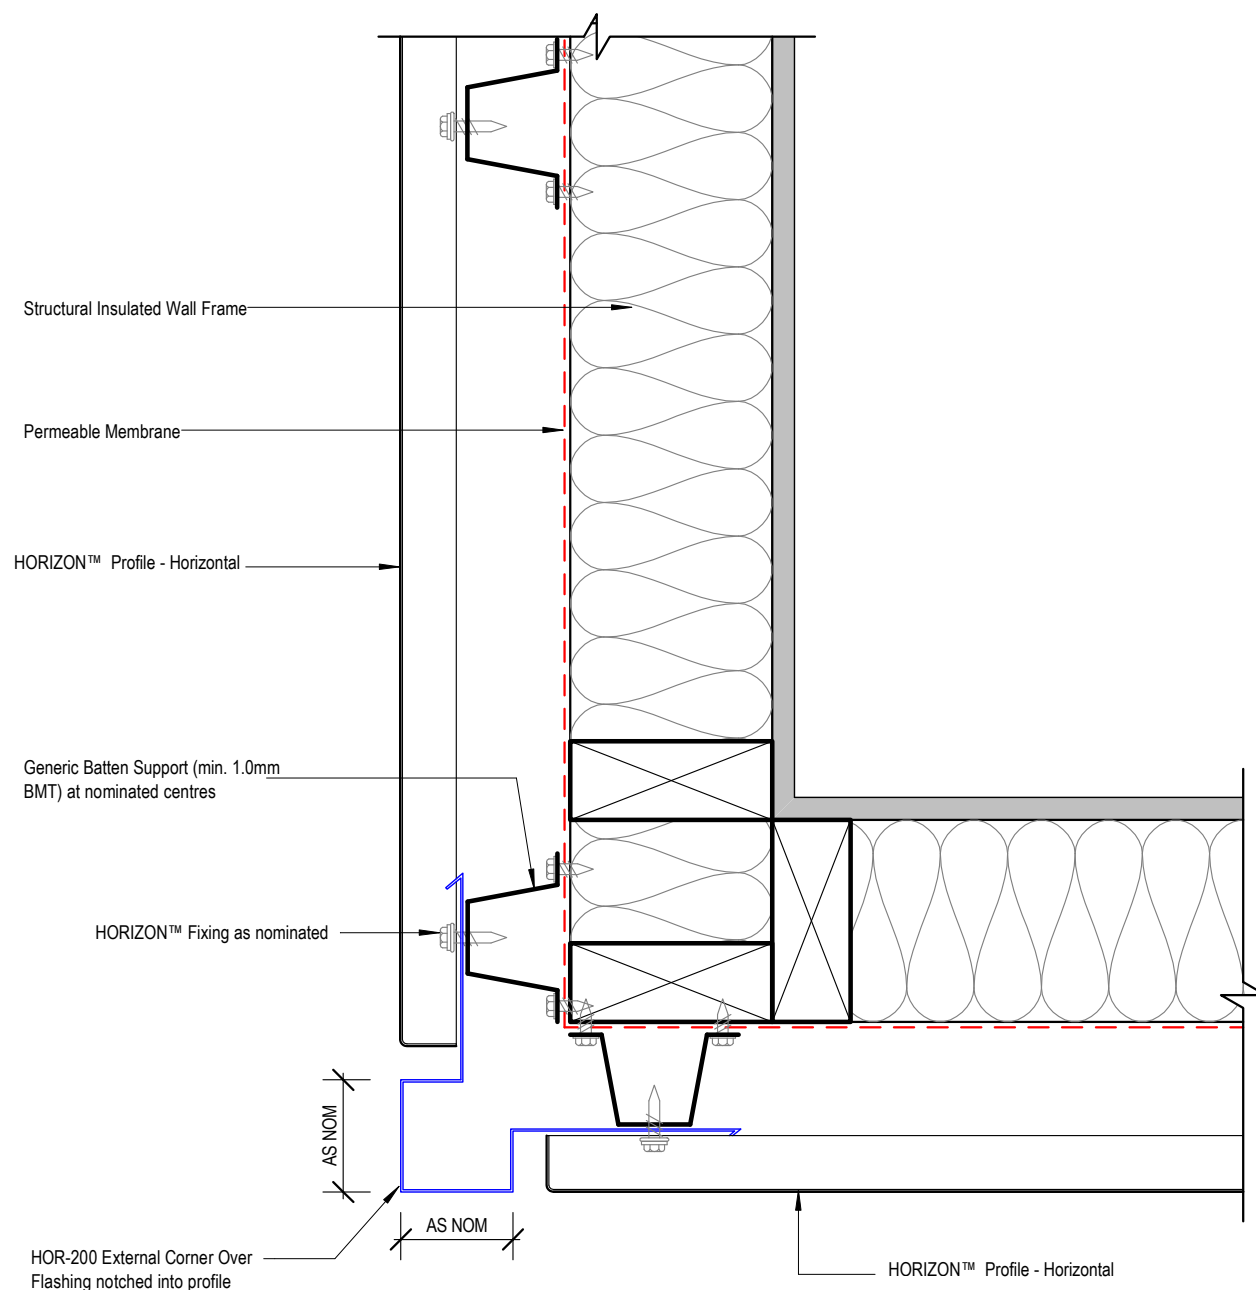 Structural Insulated Wall Frame
Permeable Membrane
HORIZON™ Profile - Horizontal
Generic Batten Support (min. 1.0mm
BMT) at nominated centres
HORIZON™ Fixing as nominated
AS NOM
AS NOM
HOR-200 External Corner Over
Flashing notched into profile
HORIZON™ Profile - Horizontal